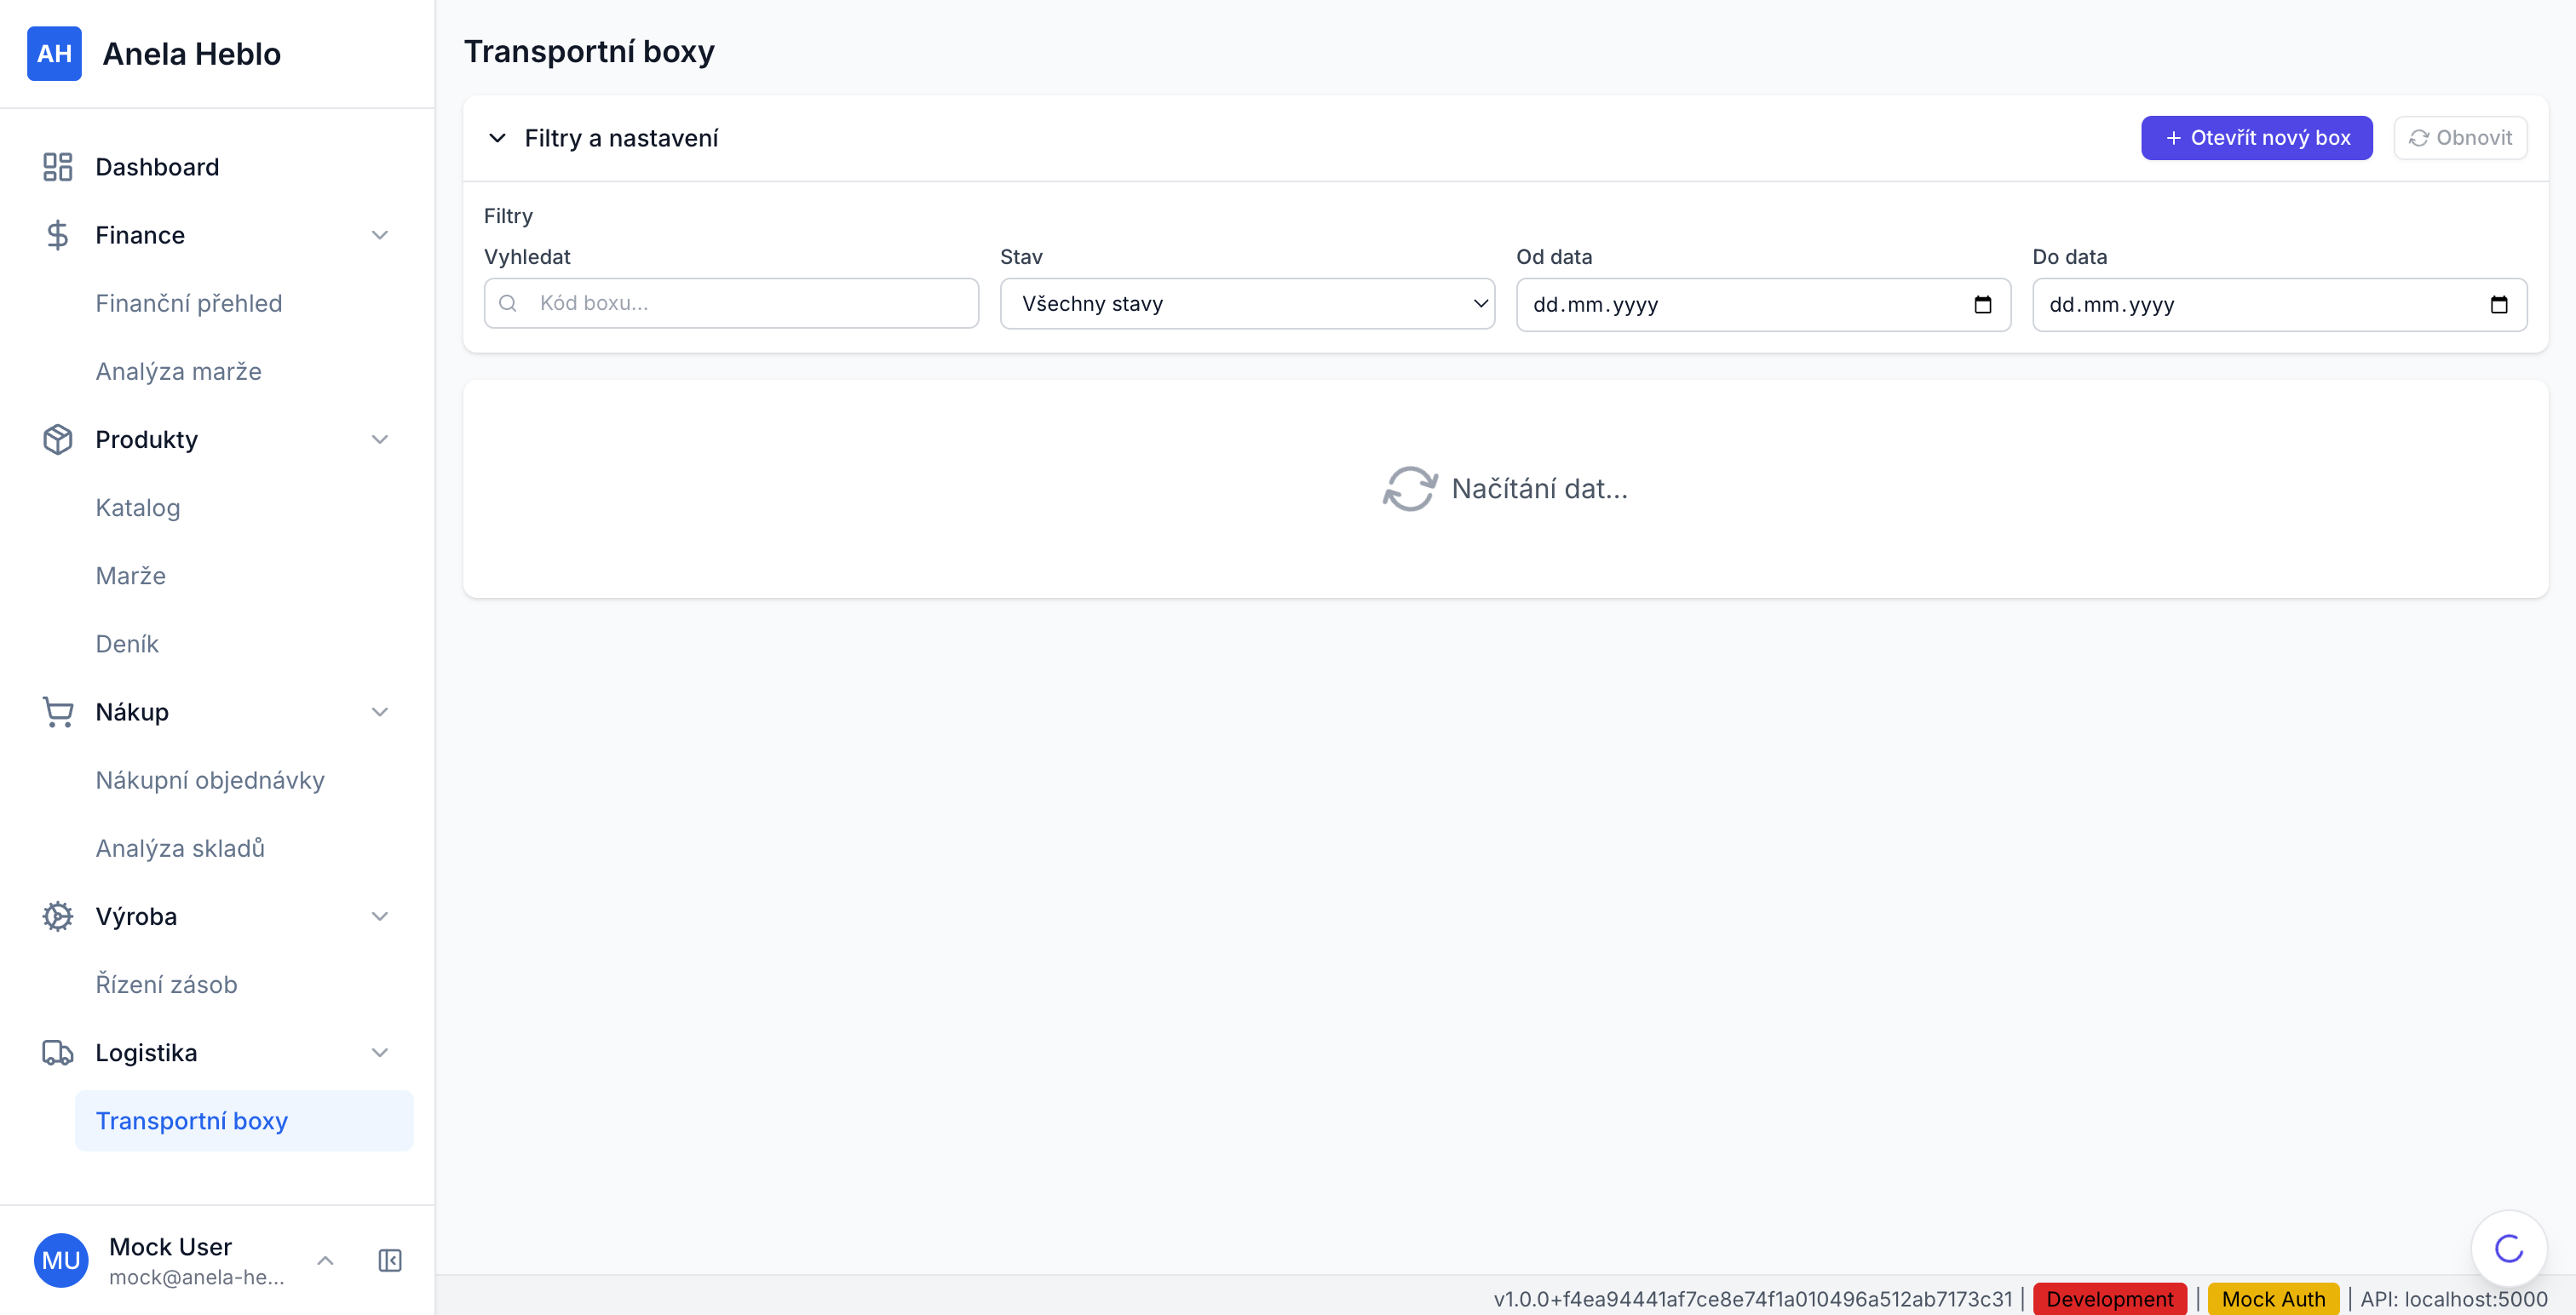 AH Anela Heblo
Dashboard
Finance
Finanční přehled
Analýza marže
Produkty
Katalog
Marže
Deník
Nákup
Nákupní objednávky
Analýza skladů
Výroba
Řízení zásob
Logistika
Transportní boxy
MU Mock User
mock@anela-he...
Transportní boxy
Filtry a nastavení
+ Otevřít nový box
Obnovit
Filtry
Vyhledat
Kód boxu...
Stav
Všechny stavy
Od data
dd.mm.yyyy
Do data
dd.mm.yyyy
Načítání dat...
v1.0.0+f4ea94441af7ce8e74f1a010496a512ab7173c31 | Development | Mock Auth | API: localhost:5000